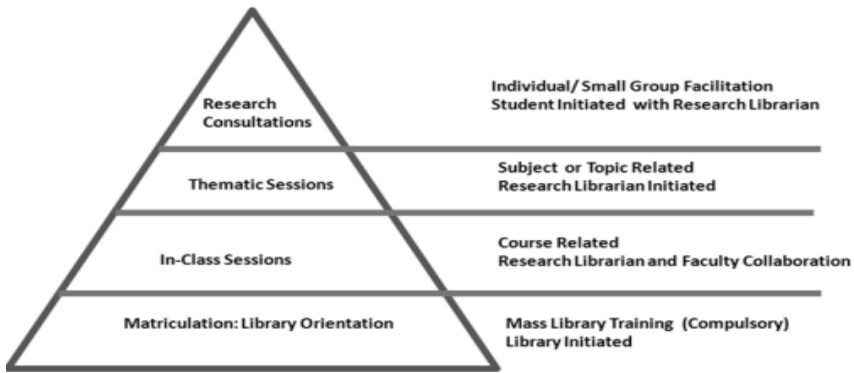 Research
Consultations
Individual/ Small Group Facilitation
Student Initiated with Research Librarian
Thematic Sessions
Subject or Topic Related
Research Librarian Initiated
In-Class Sessions
Course Related
Research Librarian and Faculty Collaboration
Matriculation: Library Orientation
Mass Library Training (Compulsory)
Library Initiated